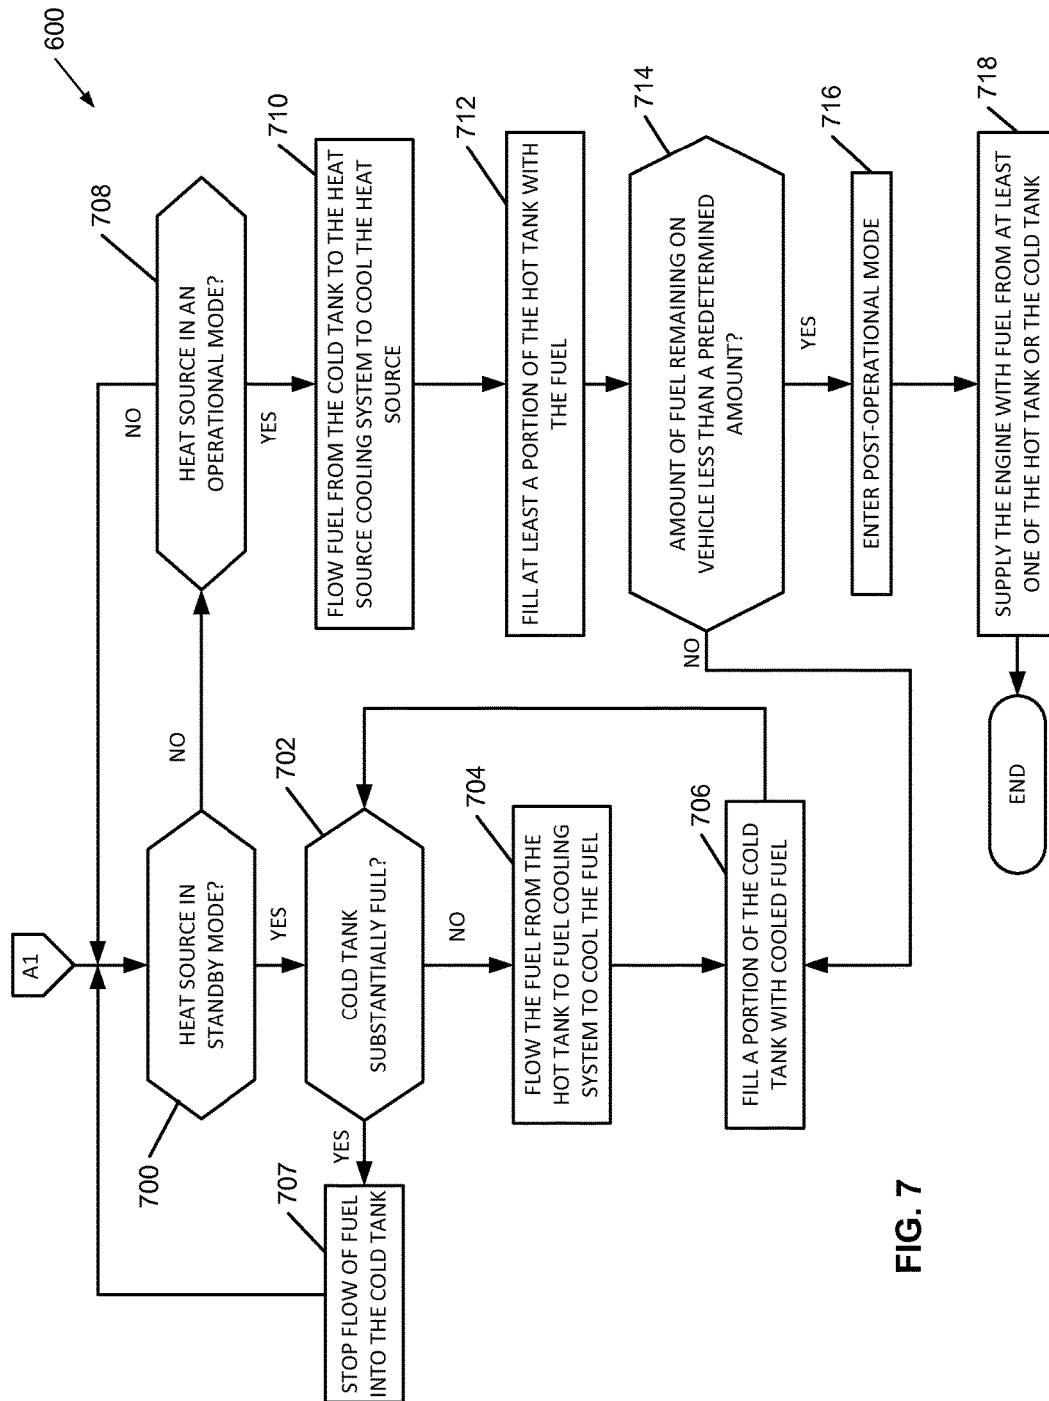 600
A1
HEAT SOURCE IN
STANDBY MODE?
700
NO
YES
COLD TANK
SUBSTANTIALLY FULL?
702
YES
NO
STOP FLOW OF FUEL
INTO THE COLD TANK
707
FLOW THE FUEL FROM THE
HOT TANK TO FUEL COOLING
SYSTEM TO COOL THE FUEL
704
FILL A PORTION OF THE COLD
TANK WITH COOLED FUEL
706
HEAT SOURCE IN AN
OPERATIONAL MODE?
708
NO
YES
FLOW FUEL FROM THE COLD TANK TO THE HEAT
SOURCE COOLING SYSTEM TO COOL THE HEAT
SOURCE
710
FILL AT LEAST A PORTION OF THE HOT TANK WITH
THE FUEL
712
AMOUNT OF FUEL REMAINING ON
VEHICLE LESS THAN A PREDETERMINED
AMOUNT?
714
NO
YES
ENTER POST-OPERATIONAL MODE
716
SUPPLY THE ENGINE WITH FUEL FROM AT LEAST
ONE OF THE HOT TANK OR THE COLD TANK
718
END
FIG. 7